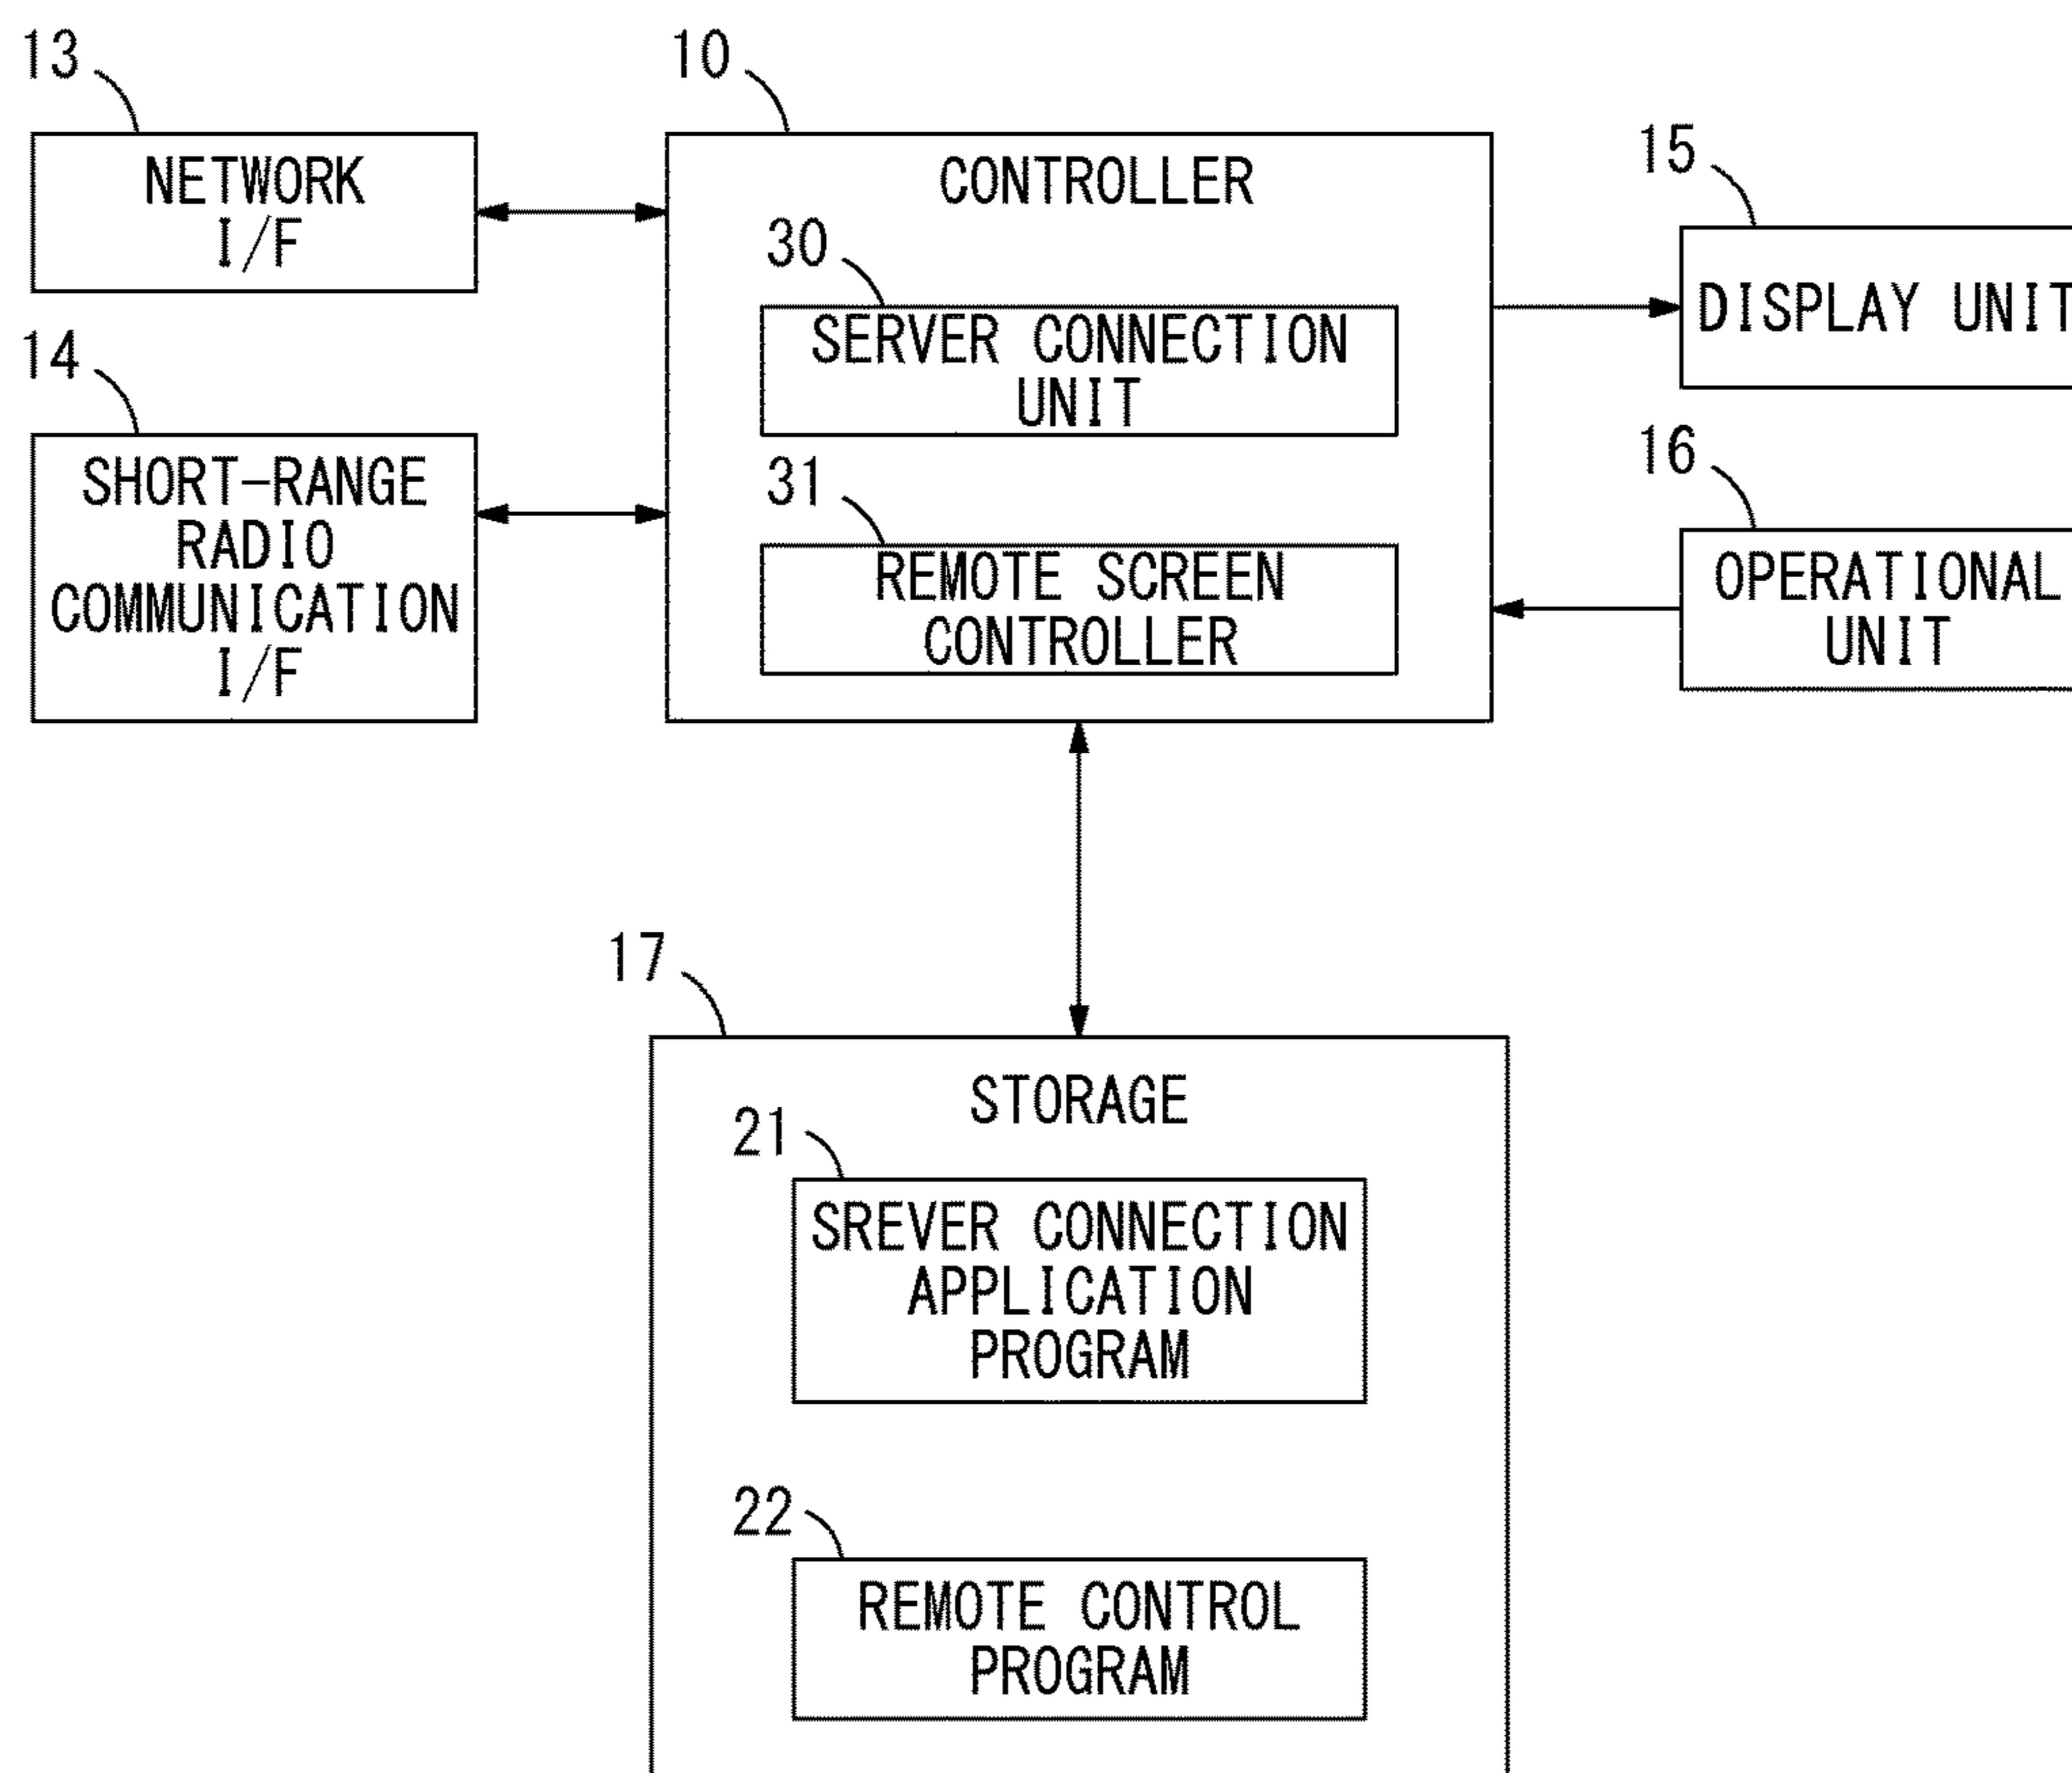 13
NETWORK
I/F
14
SHORT-RANGE
RADIO
COMMUNICATION
I/F
10
CONTROLLER
30
SERVER CONNECTION
UNIT
31
REMOTE SCREEN
CONTROLLER
15
DISPLAY UNIT
16
OPERATIONAL
UNIT
17
STORAGE
21
SREVER CONNECTION
APPLICATION
PROGRAM
22
REMOTE CONTROL
PROGRAM